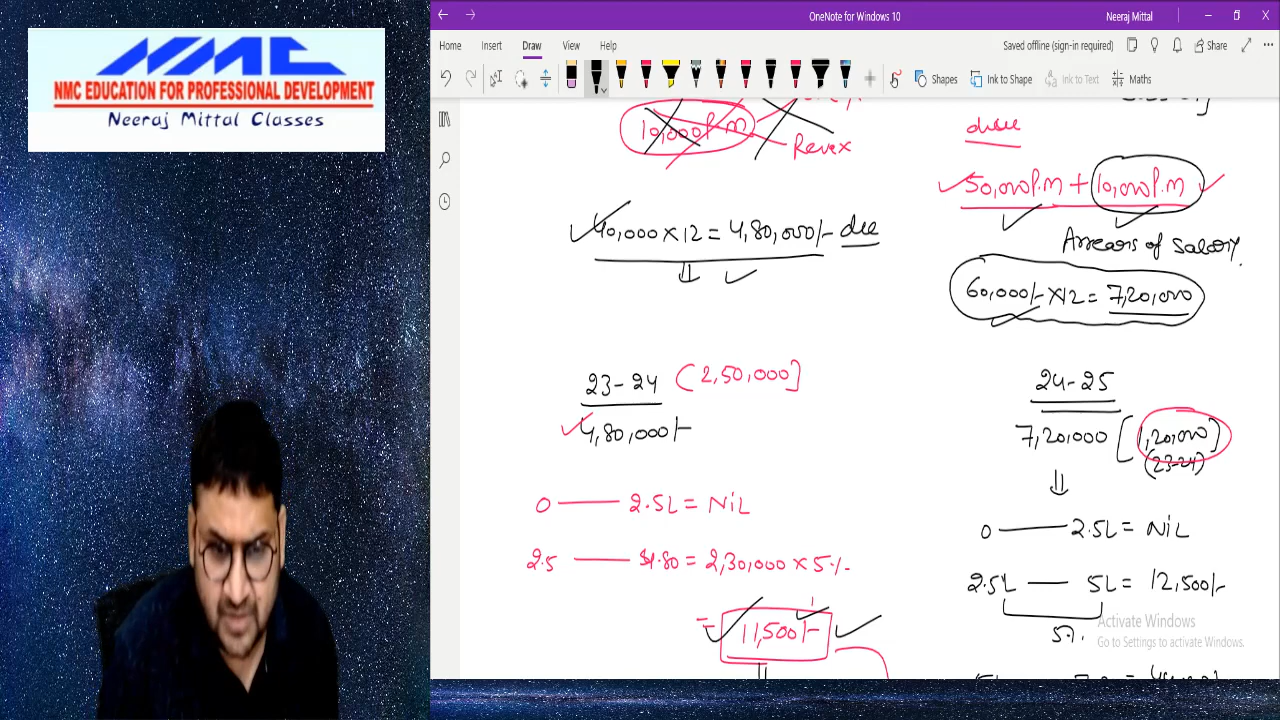 NMC
NMC EDUCATION FOR PROFESSIONAL DEVELOPMENT
Neeraj Mittal Classes
OneNote for Windows 10
Neeraj Mittal
Home Insert Draw View Help
Saved offline (sign-in required)
Share
Shapes Ink to Shape Ink to Text Maths
10,000 P.m
Revex
due
50,000 P.m + 10,000 P.m
40,000 × 12 = 4,80,000/- due
Arrears of Salary.
60,000/- × 12 = 7,20,000
23-24 (2,50,000]
4,80,000/-
24-25
7,20,000 [1,20,000]
(23-24)
0 — 2.5L = NiL
2.5 — 4.80 = 2,30,000 × 5%
= 11,500/-
0 — 2.5L = NiL
2.5L — 5L = 12,500/-
5%
Activate Windows
Go to Settings to activate Windows.